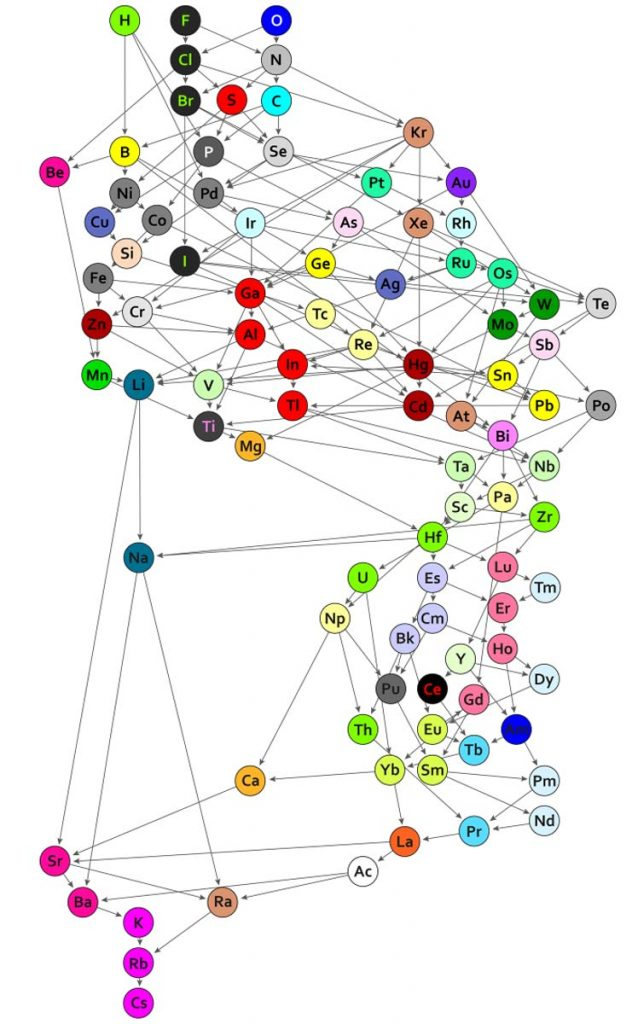 H F O
Cl N
Br S C
B P Se Kr
Be
Ni Pd Pt Au
Cu Co Ir As Xe Rh
Si I Ge Ru Os
Fe Ga Ag W Te
Zn Cr Tc Mo
Al Re Sb
Mn Li V In Hg Sn
Tl Cd At Pb Po
Ti Bi
Mg Ta Nb
Sc Pa Zr
Hf
Na U Es Lu Tm
Np Cm Er
Bk Y Ho
Pu Ce Gd Dy
Th Eu
Tb
Ca Yb Sm Pm
Pr Nd
La
Sr Ac
Ba Ra
K
Rb
Cs